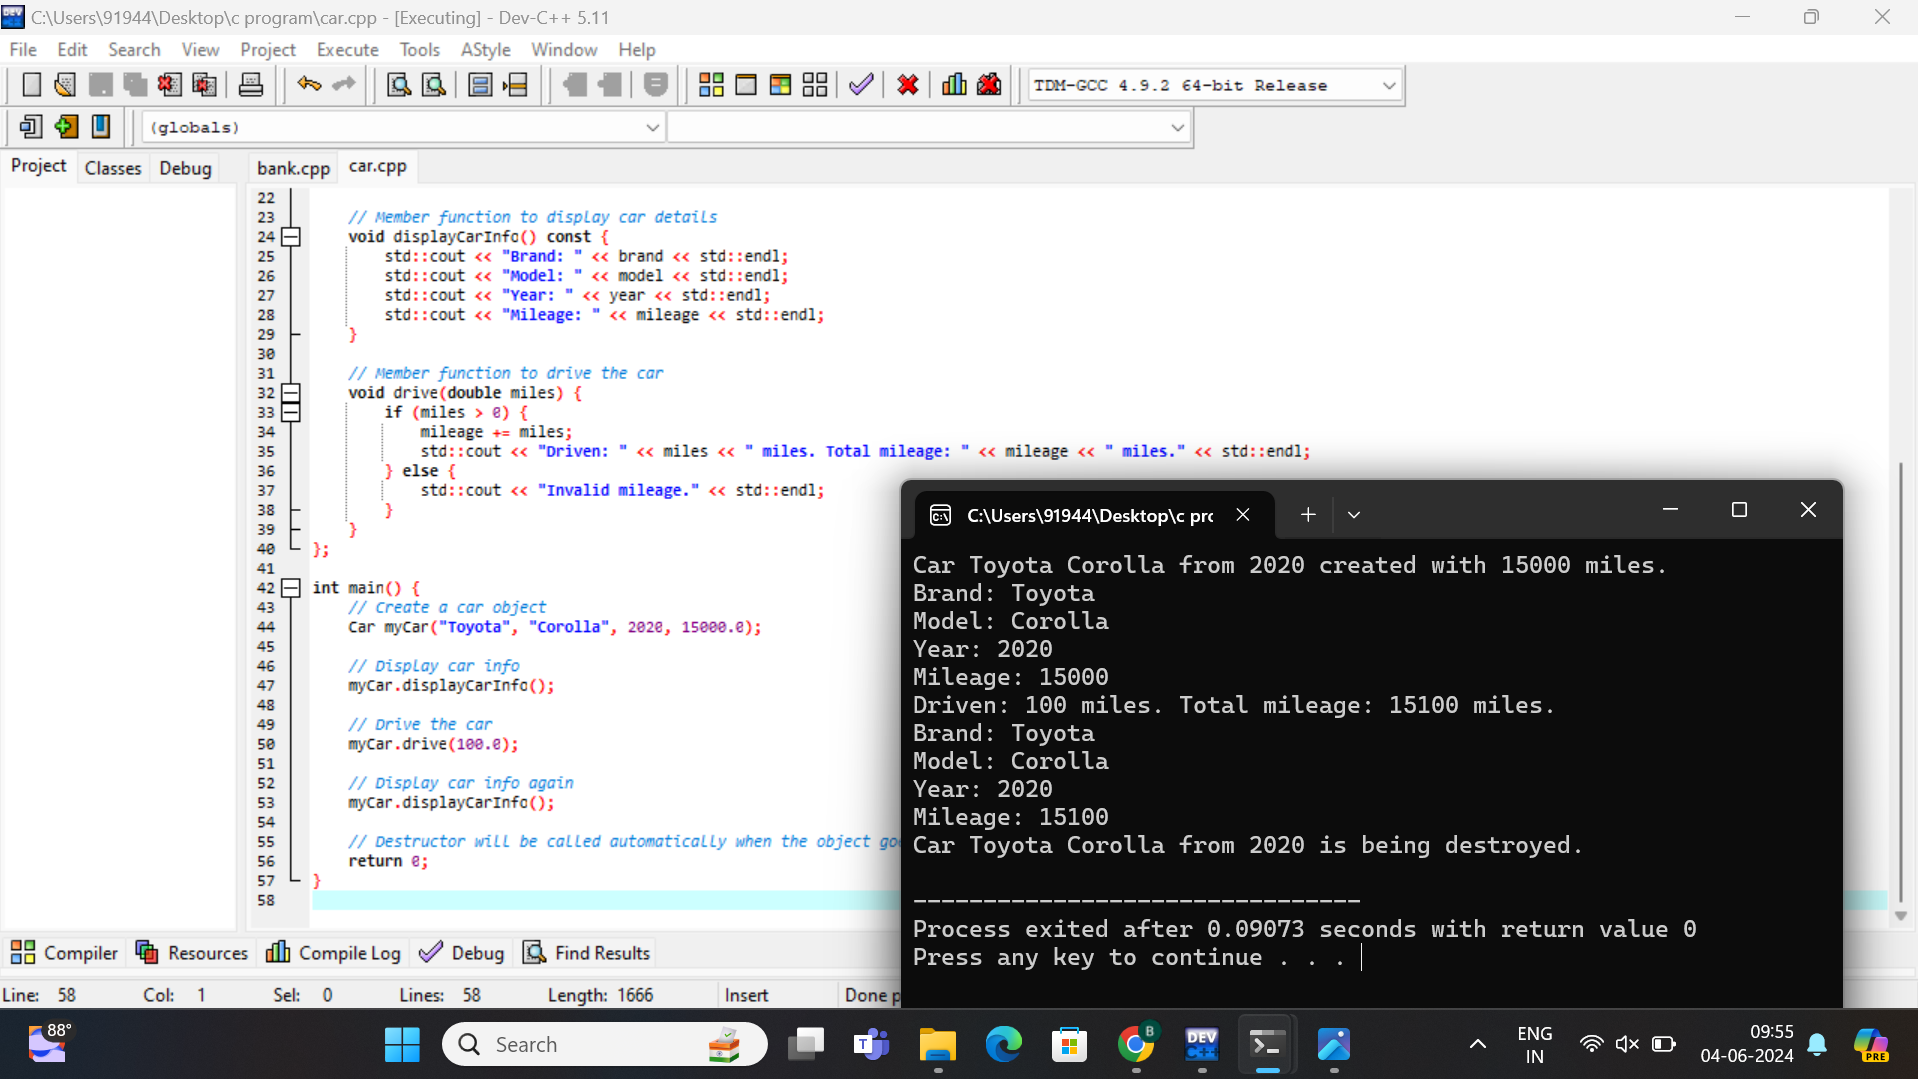 C:\Users\91944\Desktop\c program\car.cpp - [Executing] - Dev-C++ 5.11
File Edit Search View Project Execute Tools AStyle Window Help
TDM-GCC 4.9.2 64-bit Release
(globals)
Project Classes Debug bank.cpp car.cpp
22
23 // Member function to display car details
24 void displayCarInfo() const {
25 std::cout << "Brand: " << brand << std::endl;
26 std::cout << "Model: " << model << std::endl;
27 std::cout << "Year: " << year << std::endl;
28 std::cout << "Mileage: " << mileage << std::endl;
29 }
30
31 // Member function to drive the car
32 void drive(double miles) {
33 if (miles > 0) {
34 mileage += miles;
35 std::cout << "Driven: " << miles << " miles. Total mileage: " << mileage << " miles." << std::endl;
36 } else {
37 std::cout << "Invalid mileage." << std::endl;
38 }
39 }
40 };
41
42 int main() {
43 // Create a car object
44 Car myCar("Toyota", "Corolla", 2020, 15000.0);
45
46 // Display car info
47 myCar.displayCarInfo();
48
49 // Drive the car
50 myCar.drive(100.0);
51
52 // Display car info again
53 myCar.displayCarInfo();
54
55 // Destructor will be called automatically when the object
56 return 0;
57 }
58
C:\Users\91944\Desktop\c prc
Car Toyota Corolla from 2020 created with 15000 miles.
Brand: Toyota
Model: Corolla
Year: 2020
Mileage: 15000
Driven: 100 miles. Total mileage: 15100 miles.
Brand: Toyota
Model: Corolla
Year: 2020
Mileage: 15100
Car Toyota Corolla from 2020 is being destroyed.
--------------------------------
Process exited after 0.09073 seconds with return value 0
Press any key to continue . . .
Compiler Resources Compile Log Debug Find Results
Line: 58 Col: 1 Sel: 0 Lines: 58 Length: 1666 Insert Done
88°
Search
DEV C++
ENG
IN
09:55
04-06-2024
PRE